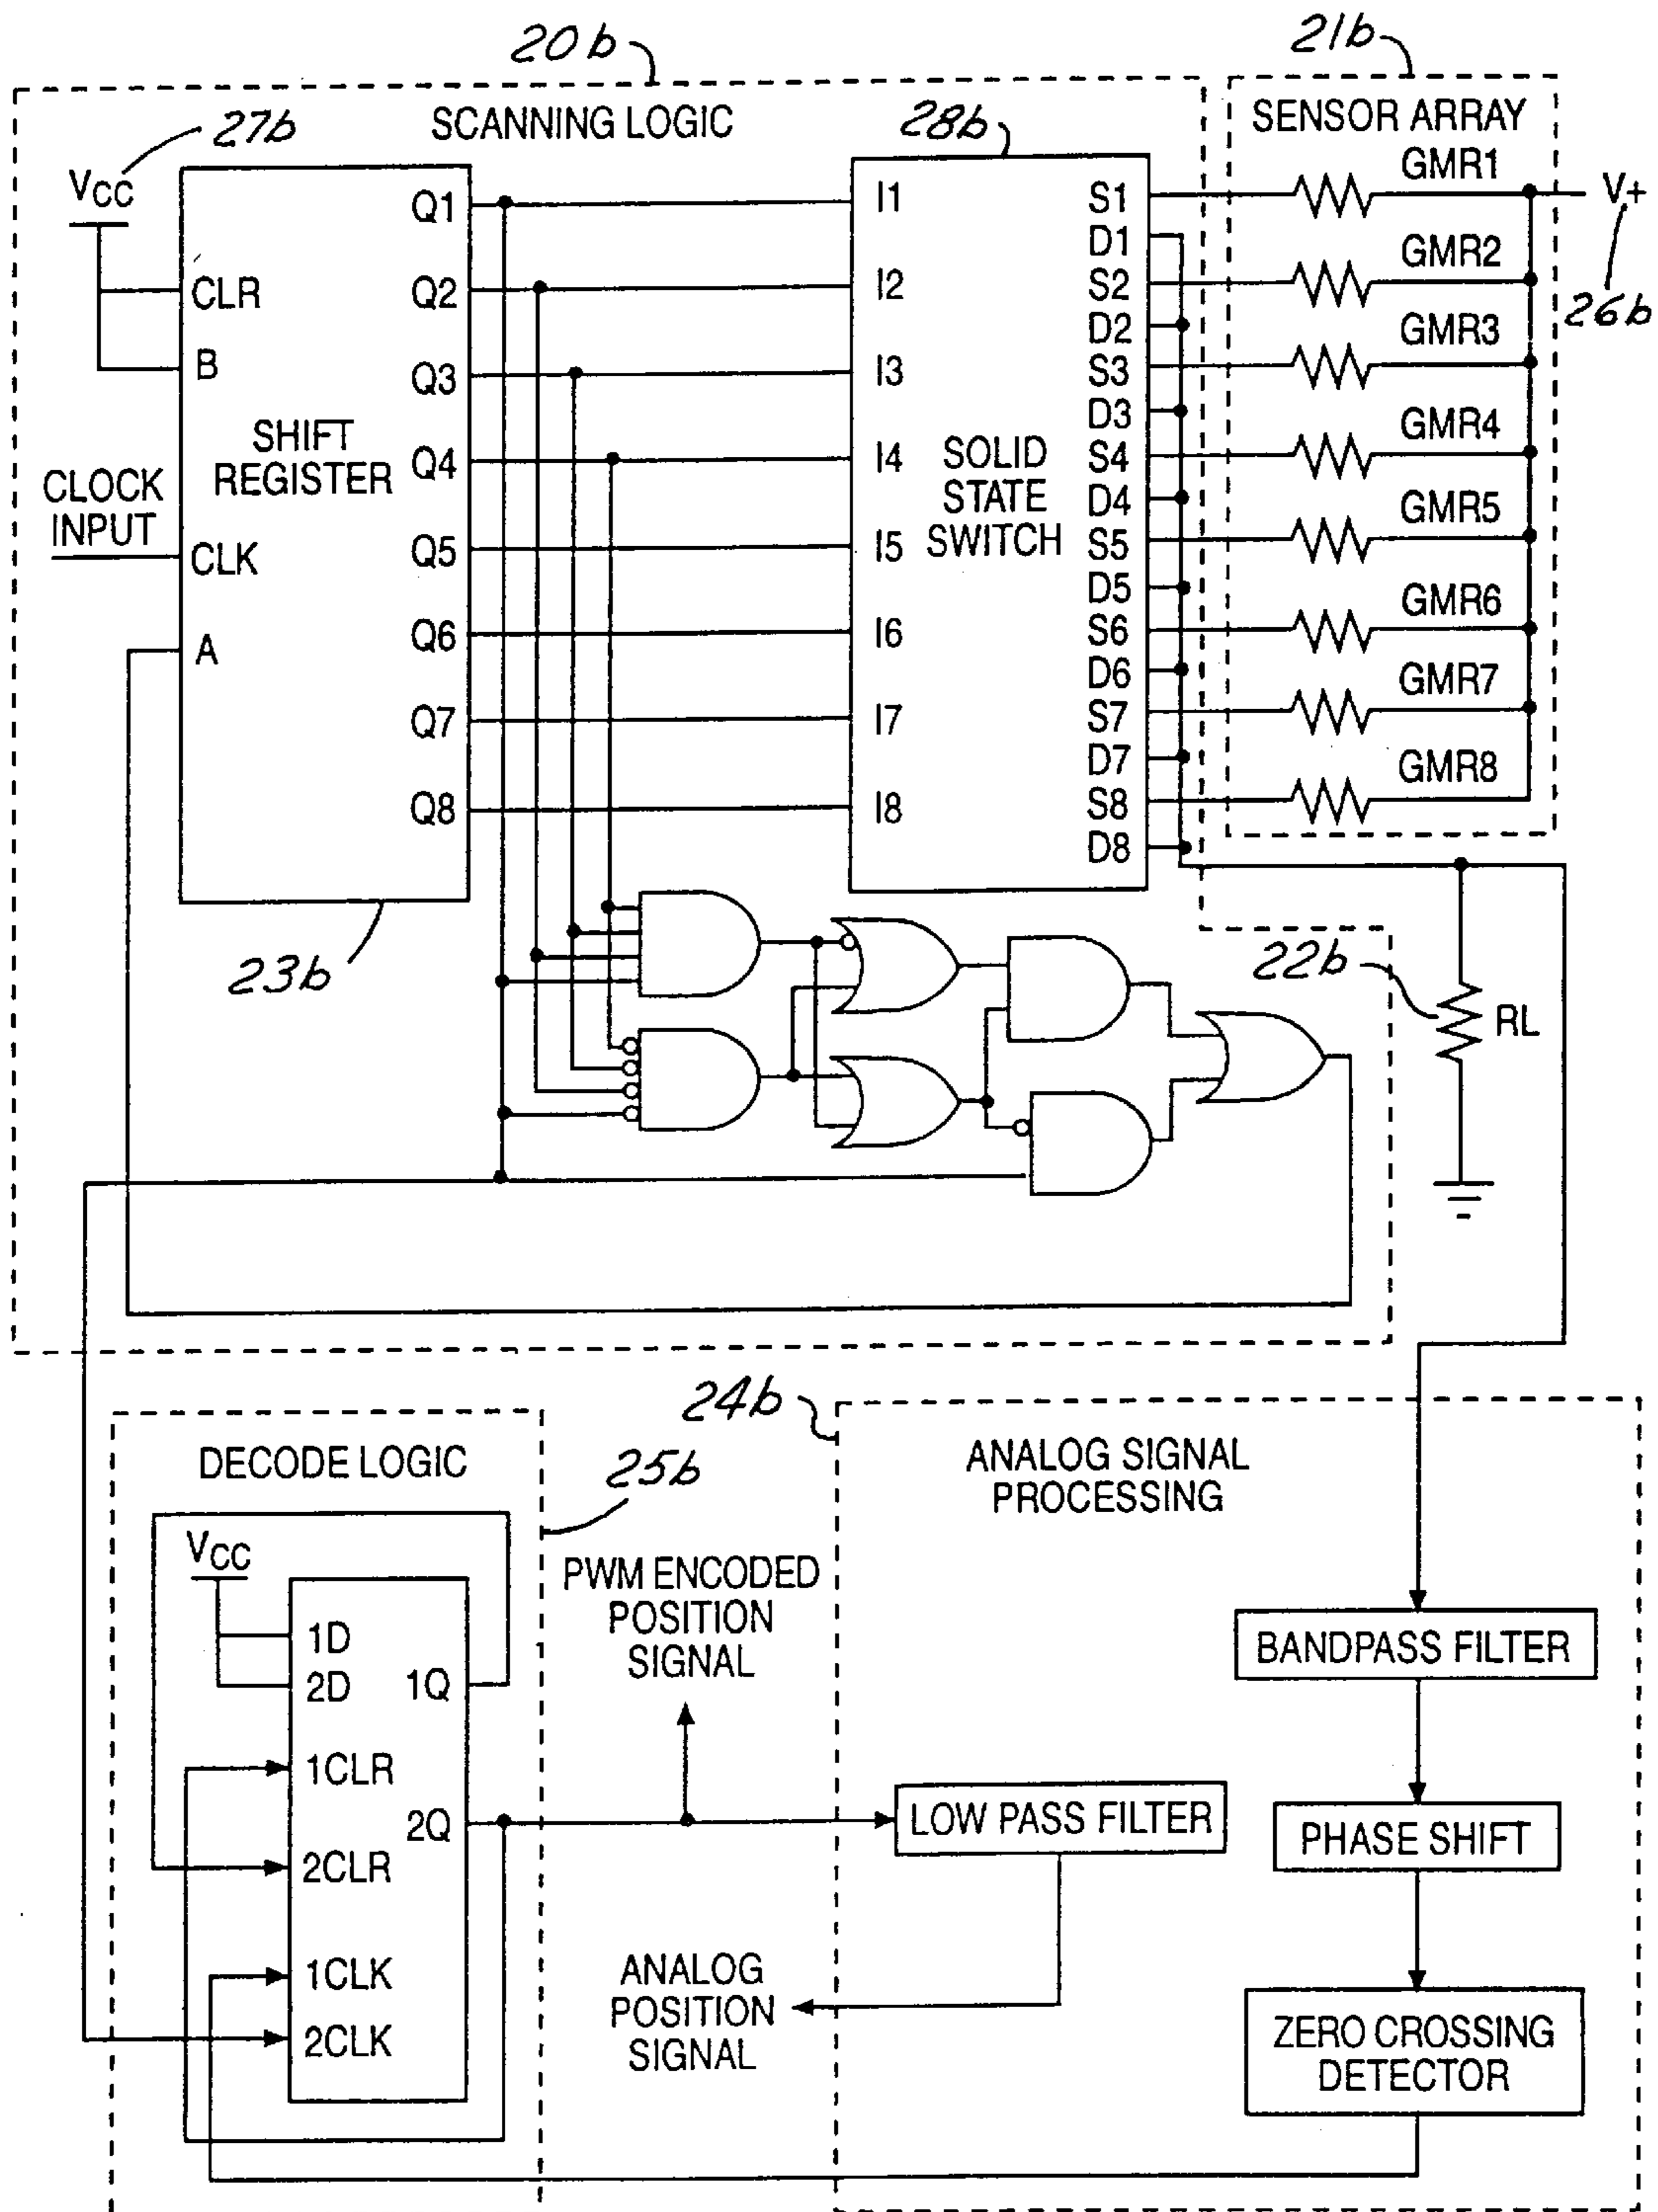 20b
21b
27b
SCANNING LOGIC
28b
SENSOR ARRAY
VCC
CLR
B
SHIFT
REGISTER
CLOCK
INPUT
CLK
A
Q1
Q2
Q3
Q4
Q5
Q6
Q7
Q8
23b
I1
I2
I3
I4
I5
I6
I7
I8
SOLID
STATE
SWITCH
S1
D1
S2
D2
S3
D3
S4
D4
S5
D5
S6
D6
S7
D7
S8
D8
GMR1
GMR2
GMR3
GMR4
GMR5
GMR6
GMR7
GMR8
V+
26b
22b
RL
24b
DECODE LOGIC
25b
VCC
1D
2D
1Q
1CLR
2Q
2CLR
1CLK
2CLK
PWM ENCODED
POSITION
SIGNAL
ANALOG
POSITION
SIGNAL
ANALOG SIGNAL
PROCESSING
BANDPASS FILTER
LOW PASS FILTER
PHASE SHIFT
ZERO CROSSING
DETECTOR